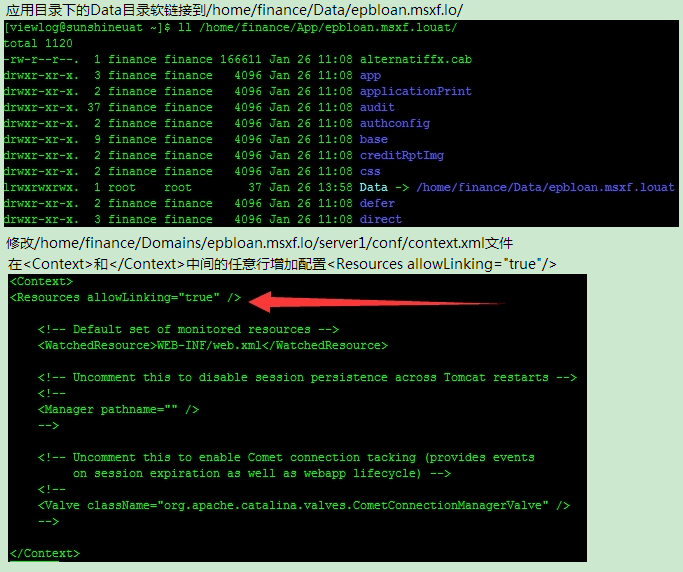 应用目录下的Data目录软链接到/home/finance/Data/epbloan.msxf.lo/
[viewlog@sunshineuat ~]$ ll /home/finance/App/epbloan.msxf.louat/
total 1120
-rw-r--r--. 1 finance finance 166611 Jan 26 11:08 alternatiffx.cab
drwxr-xr-x. 3 finance finance 4096 Jan 26 11:08 app
drwxr-xr-x. 2 finance finance 4096 Jan 26 11:08 applicationPrint
drwxr-xr-x. 37 finance finance 4096 Jan 26 11:08 audit
drwxr-xr-x. 2 finance finance 4096 Jan 26 11:08 authconfig
drwxr-xr-x. 9 finance finance 4096 Jan 26 11:08 base
drwxr-xr-x. 2 finance finance 4096 Jan 26 11:08 creditRptImg
drwxr-xr-x. 2 finance finance 4096 Jan 26 11:08 css
lrwxrwxrwx. 1 root root 37 Jan 26 13:58 Data -> /home/finance/Data/epbloan.msxf.louat
drwxr-xr-x. 2 finance finance 4096 Jan 26 11:08 defer
drwxr-xr-x. 3 finance finance 4096 Jan 26 11:08 direct
修改/home/finance/Domains/epbloan.msxf.lo/server1/conf/context.xml文件
在<Context>和</Context>中间的任意行增加配置<Resources allowLinking="true"/>
<Context>
<Resources allowLinking="true" />
<!-- Default set of monitored resources -->
<WatchedResource>WEB-INF/web.xml</WatchedResource>
<!-- Uncomment this to disable session persistence across Tomcat restarts -->
<!--
<Manager pathname="" />
-->
<!-- Uncomment this to enable Comet connection tacking (provides events
on session expiration as well as webapp lifecycle) -->
<!--
<Valve className="org.apache.catalina.valves.CometConnectionManagerValve" />
-->
</Context>